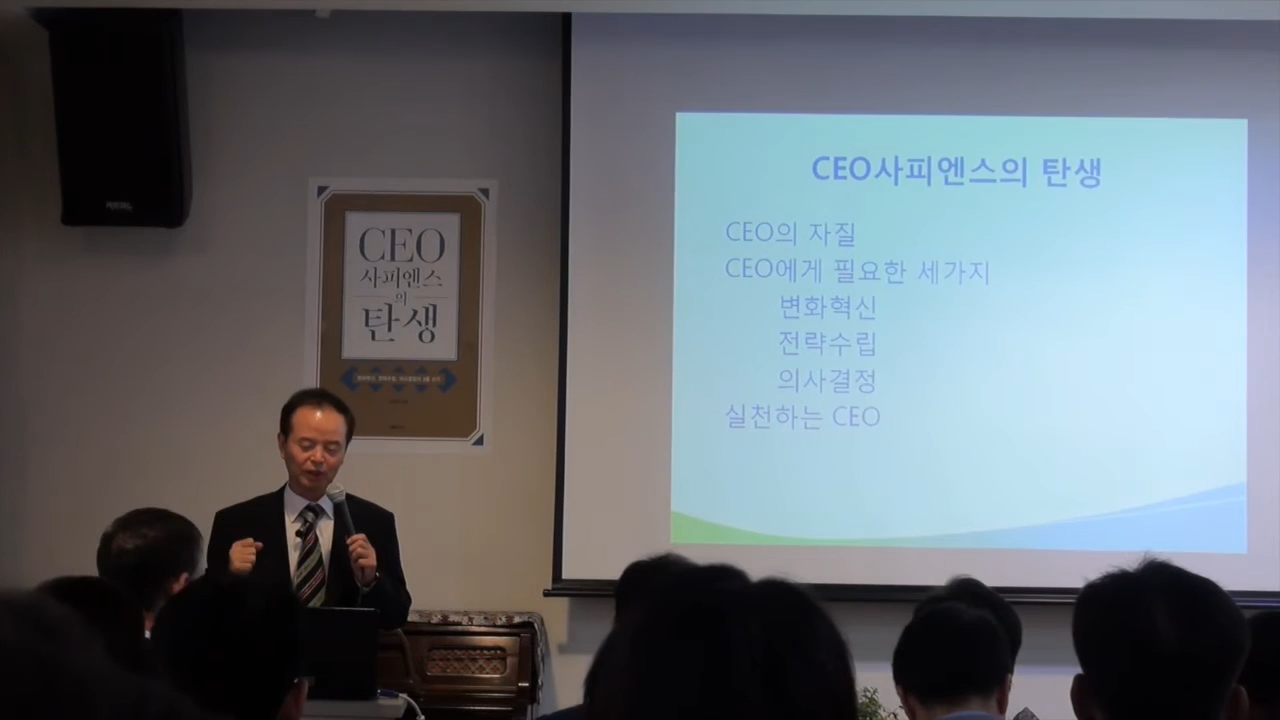 CEO
사피엔스
의
탄생
CEO사피엔스의 탄생
CEO의 자질
CEO에게 필요한 세가지
변화혁신
전략수립
의사결정
실천하는 CEO